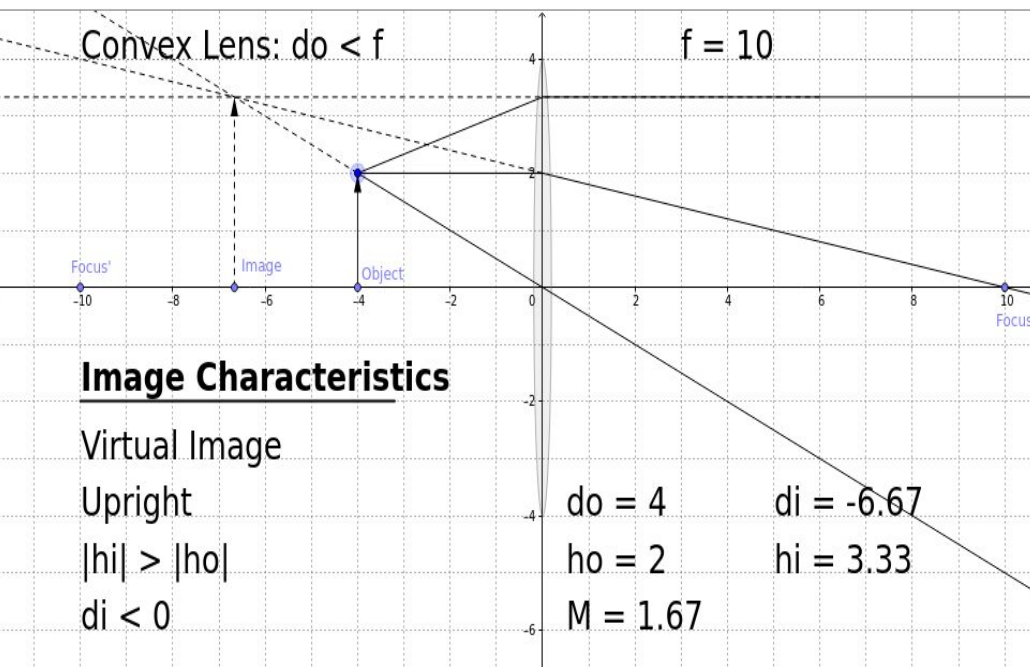 Convex Lens: do < f
f = 10
4
2
Focus'
Image
Object
-10
-8
-6
-4
-2
0
2
4
6
8
10
Focus
Image Characteristics
-2
Virtual Image
Upright
-4
do = 4
di = -6.67
|hi| > |ho|
ho = 2
hi = 3.33
di < 0
M = 1.67
-6